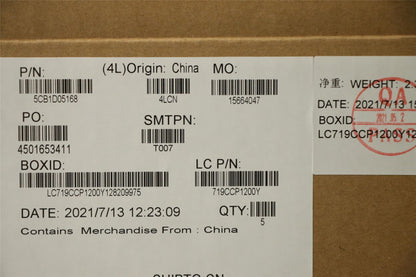 P/N: (4L)Origin: China MO:
5CB1D05168 4LCN 15664047
PO: SMTPN:
4501653411 T007
BOXID: LC P/N:
LC719CCP1200Y128209975 719CCP1200Y
DATE: 2021/7/13 12:23:09 QTY:
5
Contains Merchandise From : China
净重: WEIGHT: 2.
QA
DATE: 2021/7/13 15
BOXID:
LC719CCP1200Y12